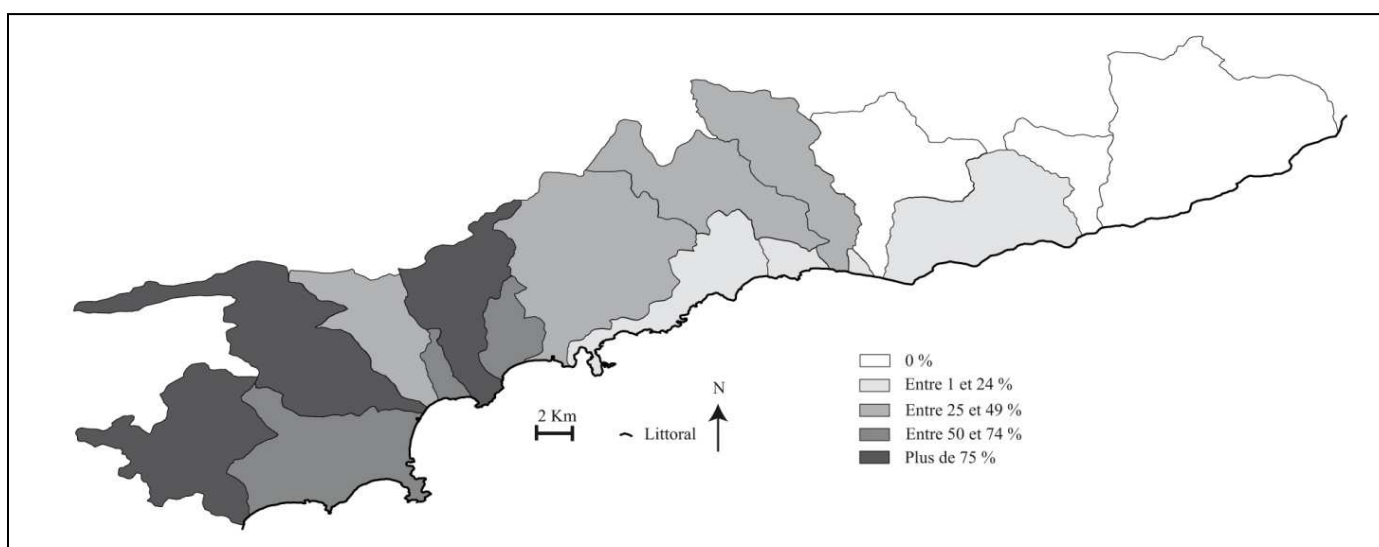 N
2 Km
Littoral
0 %
Entre 1 et 24 %
Entre 25 et 49 %
Entre 50 et 74 %
Plus de 75 %